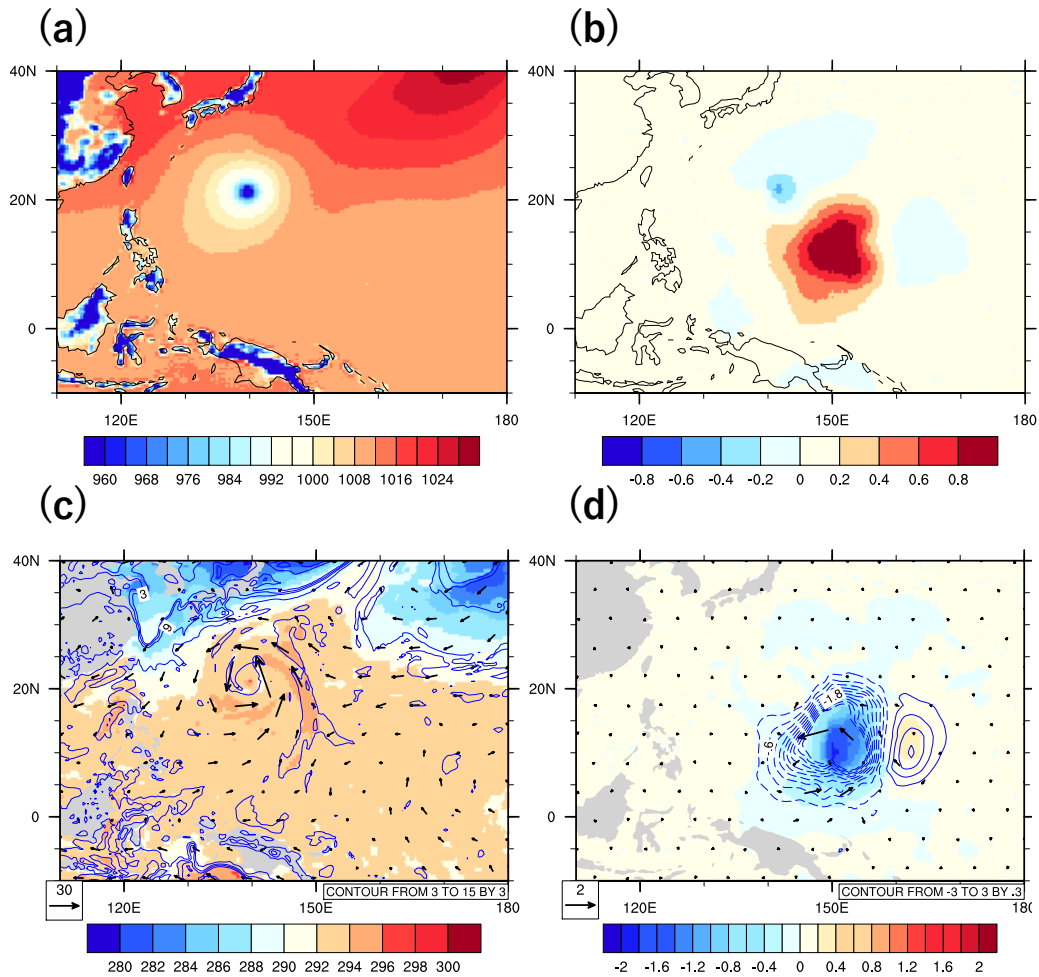 (a)
(b)
40N
20N
0
120E 150E 180
960 968 976 984 992 1000 1008 1016 1024
40N
20N
0
120E 150E 180
-0.8 -0.6 -0.4 -0.2 0 0.2 0.4 0.6 0.8
(c)
(d)
40N
20N
0
3
9
30
CONTOUR FROM 3 TO 15 BY 3
120E 150E 180
280 282 284 286 288 290 292 294 296 298 300
40N
20N
0
-1.8
-.6
2
CONTOUR FROM -3 TO 3 BY .3
120E 150E 180
-2 -1.6 -1.2 -0.8 -0.4 0 0.4 0.8 1.2 1.6 2